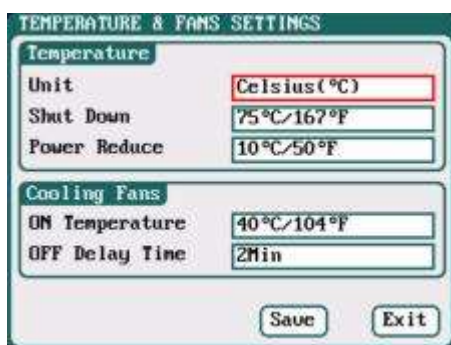 TEMPERATURE & FANS SETTINGS
Temperature
Unit Celsius(°C)
Shut Down 75°C/167°F
Power Reduce 10°C/50°F
Cooling Fans
ON Temperature 40°C/104°F
OFF Delay Time 2Min
Save Exit